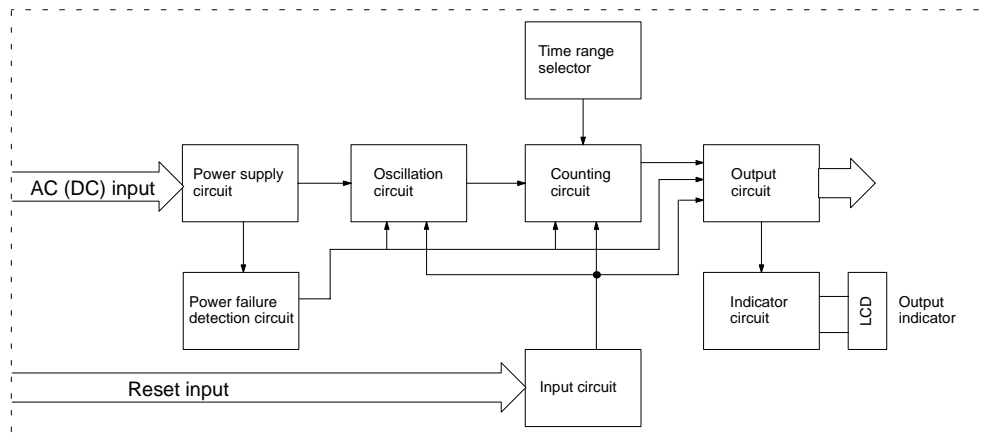 Time range
selector
AC (DC) input
Power supply
circuit
Oscillation
circuit
Counting
circuit
Output
circuit
Power failure
detection circuit
Indicator
circuit
LCD
Output
indicator
Reset input
Input circuit